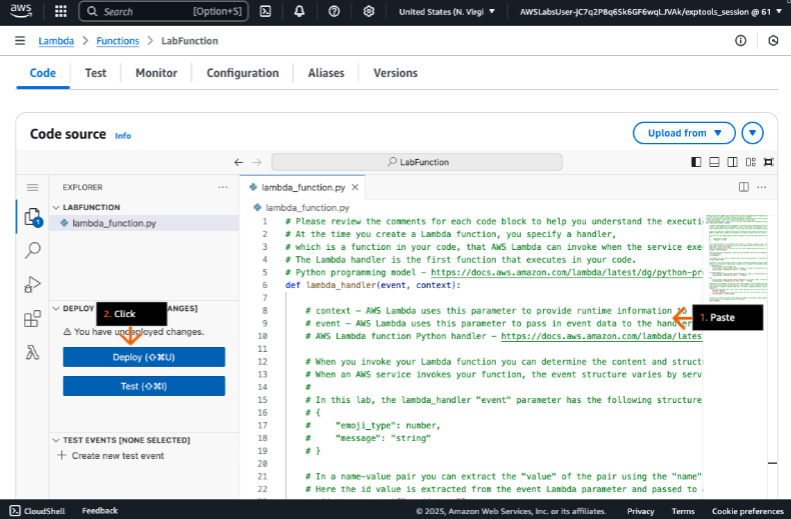 aws Search [Option+S] United States (N. Virgi AWSLabsUser-jC7q2P8q6Sk6GF6wqLJVAk/exptools_session @ 61
Lambda > Functions > LabFunction
Code Test Monitor Configuration Aliases Versions
Code source Info Upload from
LabFunction
EXPLORER
LABFUNCTION
lambda_function.py
1
DEPLOY
ANGES]
2. Click
You have undeployed changes.
Deploy (⇧⌘U)
Test (⇧⌘I)
TEST EVENTS [NONE SELECTED]
+ Create new test event
lambda_function.py ×
lambda_function.py
1 # Please review the comments for each code block to help you understand the executi
2 # At the time you create a Lambda function, you specify a handler,
3 # which is a function in your code, that AWS Lambda can invoke when the service exe
4 # The Lambda handler is the first function that executes in your code.
5 # Python programming model – https://docs.aws.amazon.com/lambda/latest/dg/python-pr
6 def lambda_handler(event, context):
7
8 # context – AWS Lambda uses this parameter to provide runtime information to
9 # event – AWS Lambda uses this parameter to pass in event data to the handler
10 # AWS Lambda function Python handler – https://docs.aws.amazon.com/lambda/lates
11
12 # When you invoke your Lambda function you can determine the content and struct
13 # When an AWS service invokes your function, the event structure varies by serv
14 #
15 # In this lab, the lambda_handler "event" parameter has the following structure
16 # {
17 # "emoji_type": number,
18 # "message": "string"
19 # }
20
21 # In a name-value pair you can extract the "value" of the pair using the "name"
22 # Here the id value is extracted from the event Lambda parameter and passed to
1. Paste
CloudShell Feedback © 2025, Amazon Web Services, Inc. or its affiliates. Privacy Terms Cookie preferences